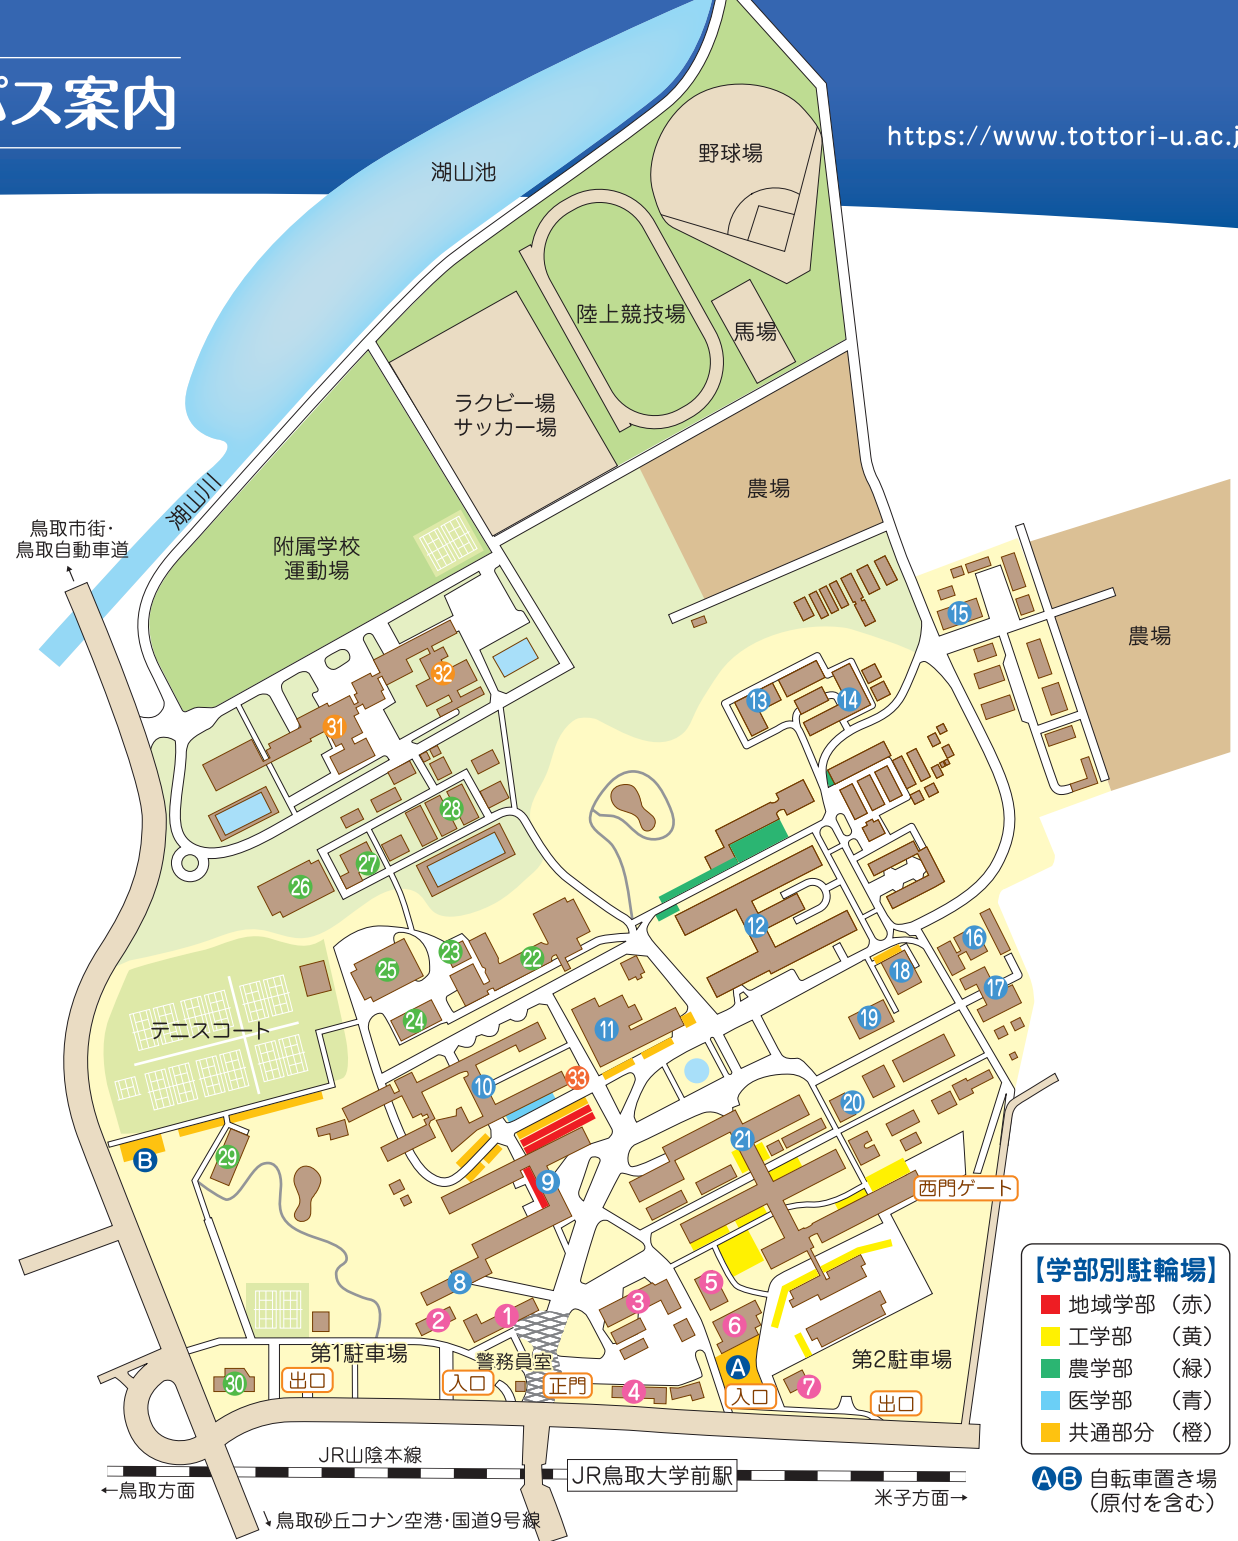 パス案内
https://www.tottori-u.ac.j
湖山池
野球場
陸上競技場
馬場
ラグビー場
サッカー場
農場
湖山川
鳥取市街・
鳥取自動車道
附属学校
運動場
農場
15
32
13
14
31
28
27
26
12
16
23
22
25
18
17
24
19
11
テニスコート
33
10
20
21
B
29
9
西門ゲート
8
5
3
1
2
6
第1駐車場
警務員室
第2駐車場
A
30
出口
入口
正門
4
入口
7
出口
【学部別駐輪場】
地域学部（赤）
工学部（黄）
農学部（緑）
医学部（青）
共通部分（橙）
AB 自転車置き場
（原付を含む）
JR山陰本線
JR鳥取大学前駅
←鳥取方面
米子方面→
↘鳥取砂丘コナン空港・国道9号線